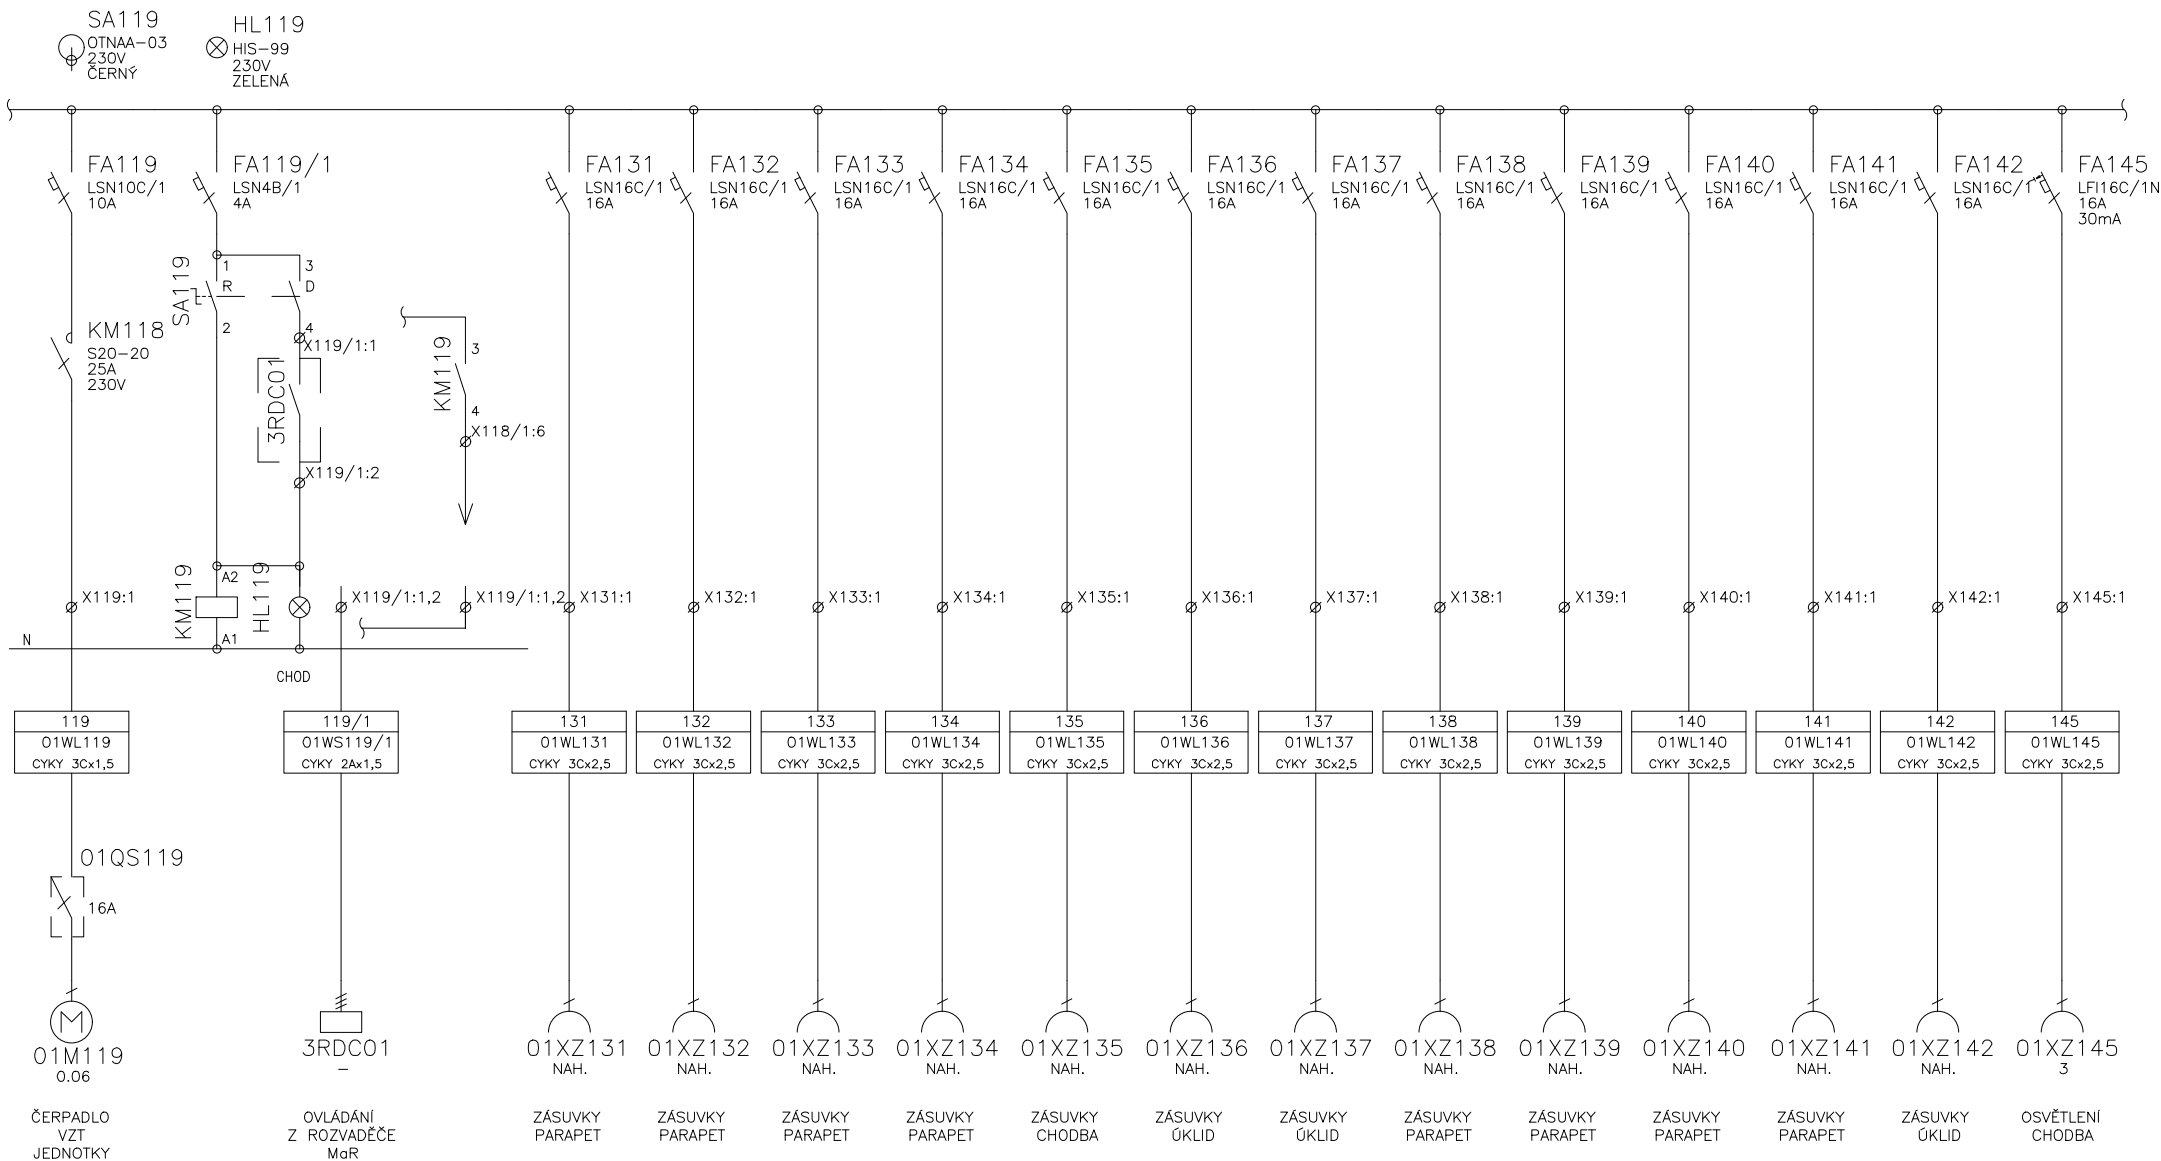 SA119
OTNAA-03
230V
ČERNÝ
HL119
HIS-99
230V
ZELENÁ
FA119
LSN10C/1
10A
FA119/1
LSN4B/1
4A
FA131
LSN16C/1
16A
FA132
LSN16C/1
16A
FA133
LSN16C/1
16A
FA134
LSN16C/1
16A
FA135
LSN16C/1
16A
FA136
LSN16C/1
16A
FA137
LSN16C/1
16A
FA138
LSN16C/1
16A
FA139
LSN16C/1
16A
FA140
LSN16C/1
16A
FA141
LSN16C/1
16A
FA142
LSN16C/1
16A
FA145
LFI16C/1N
16A
30mA
SA119
1
R
2
3
D
4
X119/1:1
KM118
S20-20
25A
230V
3RDC01
X119/1:2
KM119
3
4
X118/1:6
KM119
A2
A1
HL119
X119:1
X119/1:1,2
X119/1:1,2
X131:1
X132:1
X133:1
X134:1
X135:1
X136:1
X137:1
X138:1
X139:1
X140:1
X141:1
X142:1
X145:1
N
CHOD
119
01WL119
CYKY 3Cx1,5
119/1
01WS119/1
CYKY 2Ax1,5
131
01WL131
CYKY 3Cx2,5
132
01WL132
CYKY 3Cx2,5
133
01WL133
CYKY 3Cx2,5
134
01WL134
CYKY 3Cx2,5
135
01WL135
CYKY 3Cx2,5
136
01WL136
CYKY 3Cx2,5
137
01WL137
CYKY 3Cx2,5
138
01WL138
CYKY 3Cx2,5
139
01WL139
CYKY 3Cx2,5
140
01WL140
CYKY 3Cx2,5
141
01WL141
CYKY 3Cx2,5
142
01WL142
CYKY 3Cx2,5
145
01WL145
CYKY 3Cx2,5
01QS119
16A
M
01M119
0.06
3RDC01
-
01XZ131
NAH.
01XZ132
NAH.
01XZ133
NAH.
01XZ134
NAH.
01XZ135
NAH.
01XZ136
NAH.
01XZ137
NAH.
01XZ138
NAH.
01XZ139
NAH.
01XZ140
NAH.
01XZ141
NAH.
01XZ142
NAH.
01XZ145
3
ČERPADLO
VZT
JEDNOTKY
OVLÁDÁNÍ
Z ROZVADĚČE
MaR
ZÁSUVKY
PARAPET
ZÁSUVKY
PARAPET
ZÁSUVKY
PARAPET
ZÁSUVKY
PARAPET
ZÁSUVKY
CHODBA
ZÁSUVKY
ÚKLID
ZÁSUVKY
ÚKLID
ZÁSUVKY
PARAPET
ZÁSUVKY
PARAPET
ZÁSUVKY
PARAPET
ZÁSUVKY
PARAPET
ZÁSUVKY
ÚKLID
OSVĚTLENÍ
CHODBA